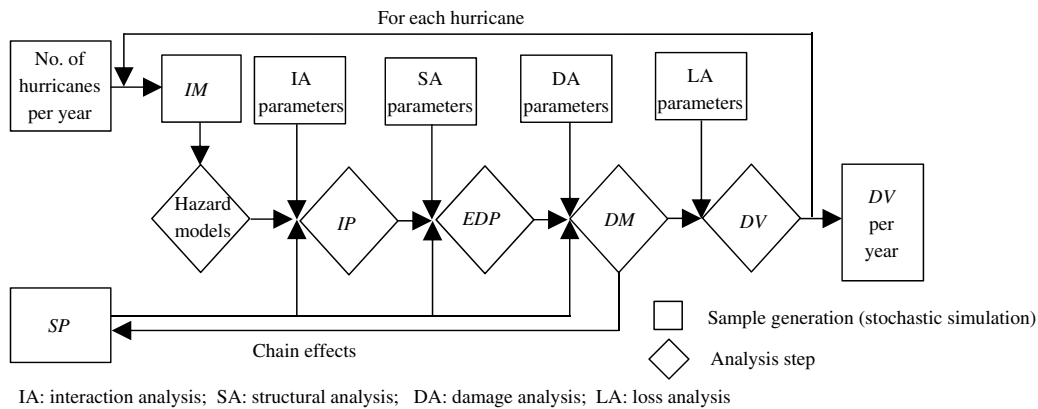 For each hurricane
No. of
hurricanes
per year
IM
IA
parameters
SA
parameters
DA
parameters
LA
parameters
Hazard
models
IP
EDP
DM
DV
DV
per
year
SP
Chain effects
Sample generation (stochastic simulation)
Analysis step
IA: interaction analysis; SA: structural analysis; DA: damage analysis; LA: loss analysis